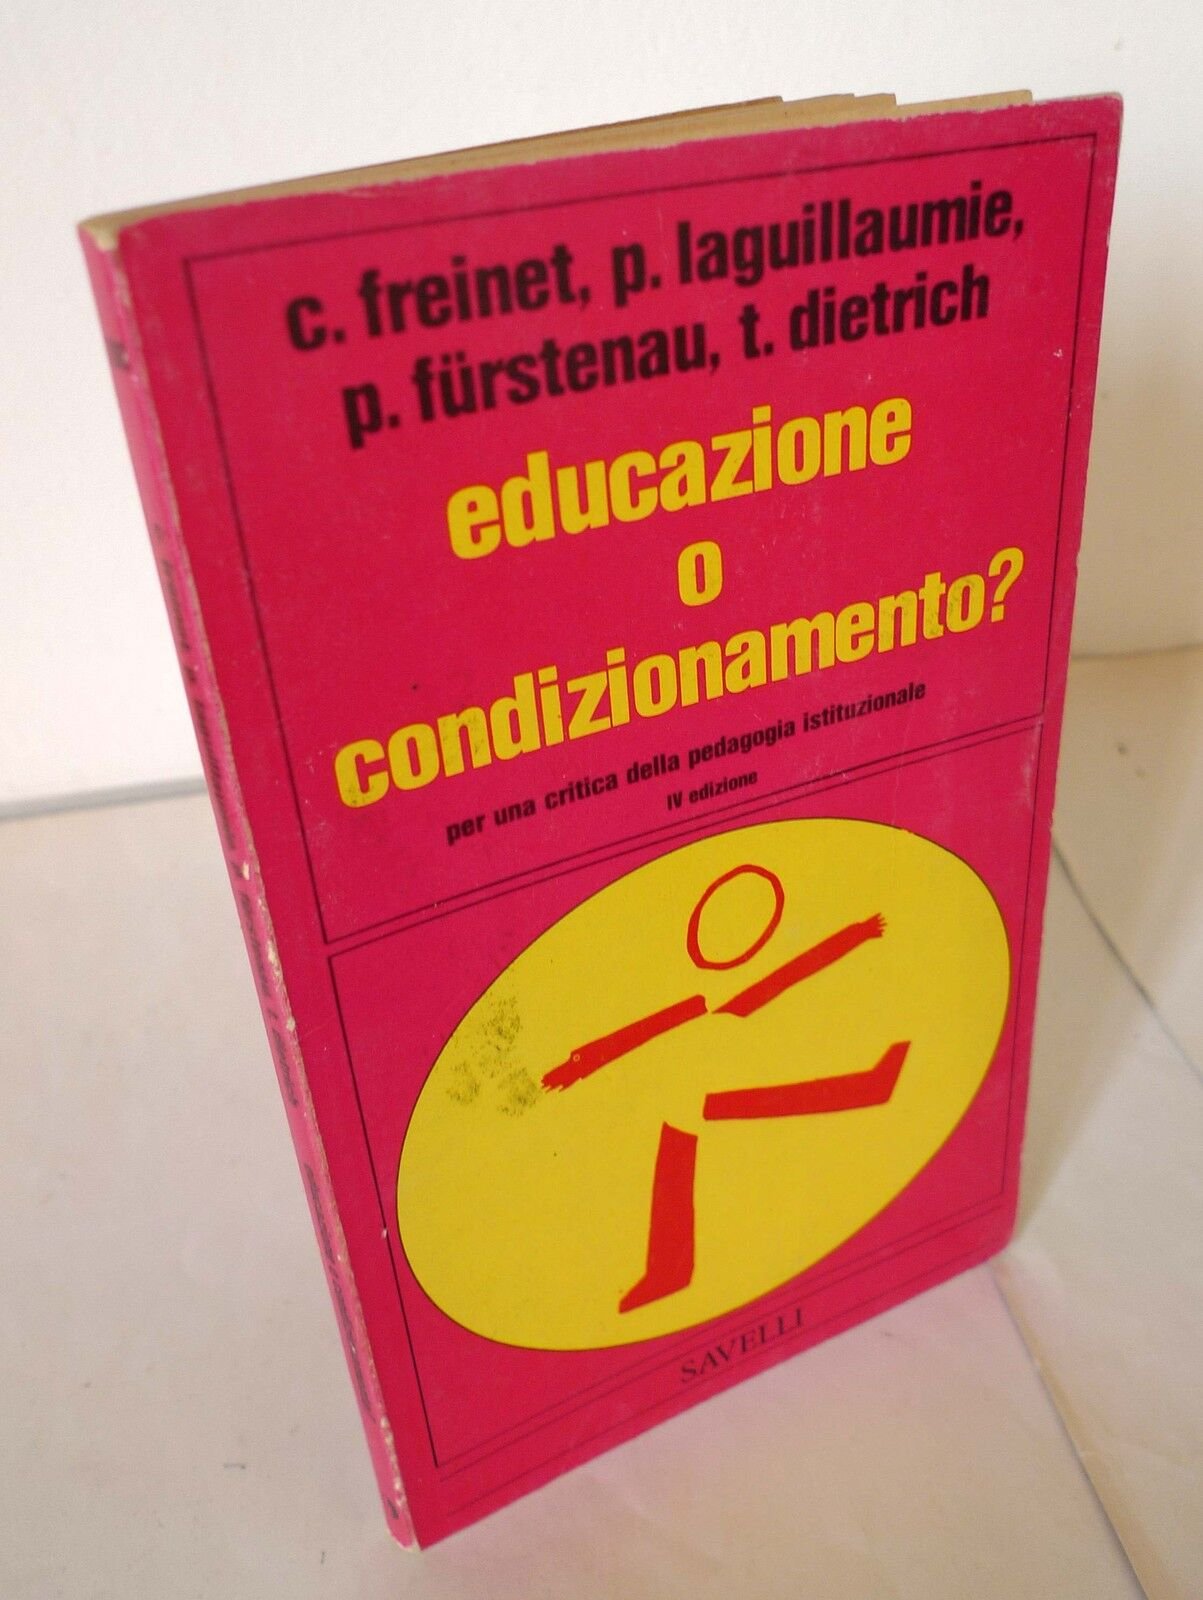 c. freinet, p. laguillaumie,
p. fürstenau, t. dietrich
educazione
o
condizionamento?
per una critica della pedagogia istituzionale
IV edizione
SAVELLI